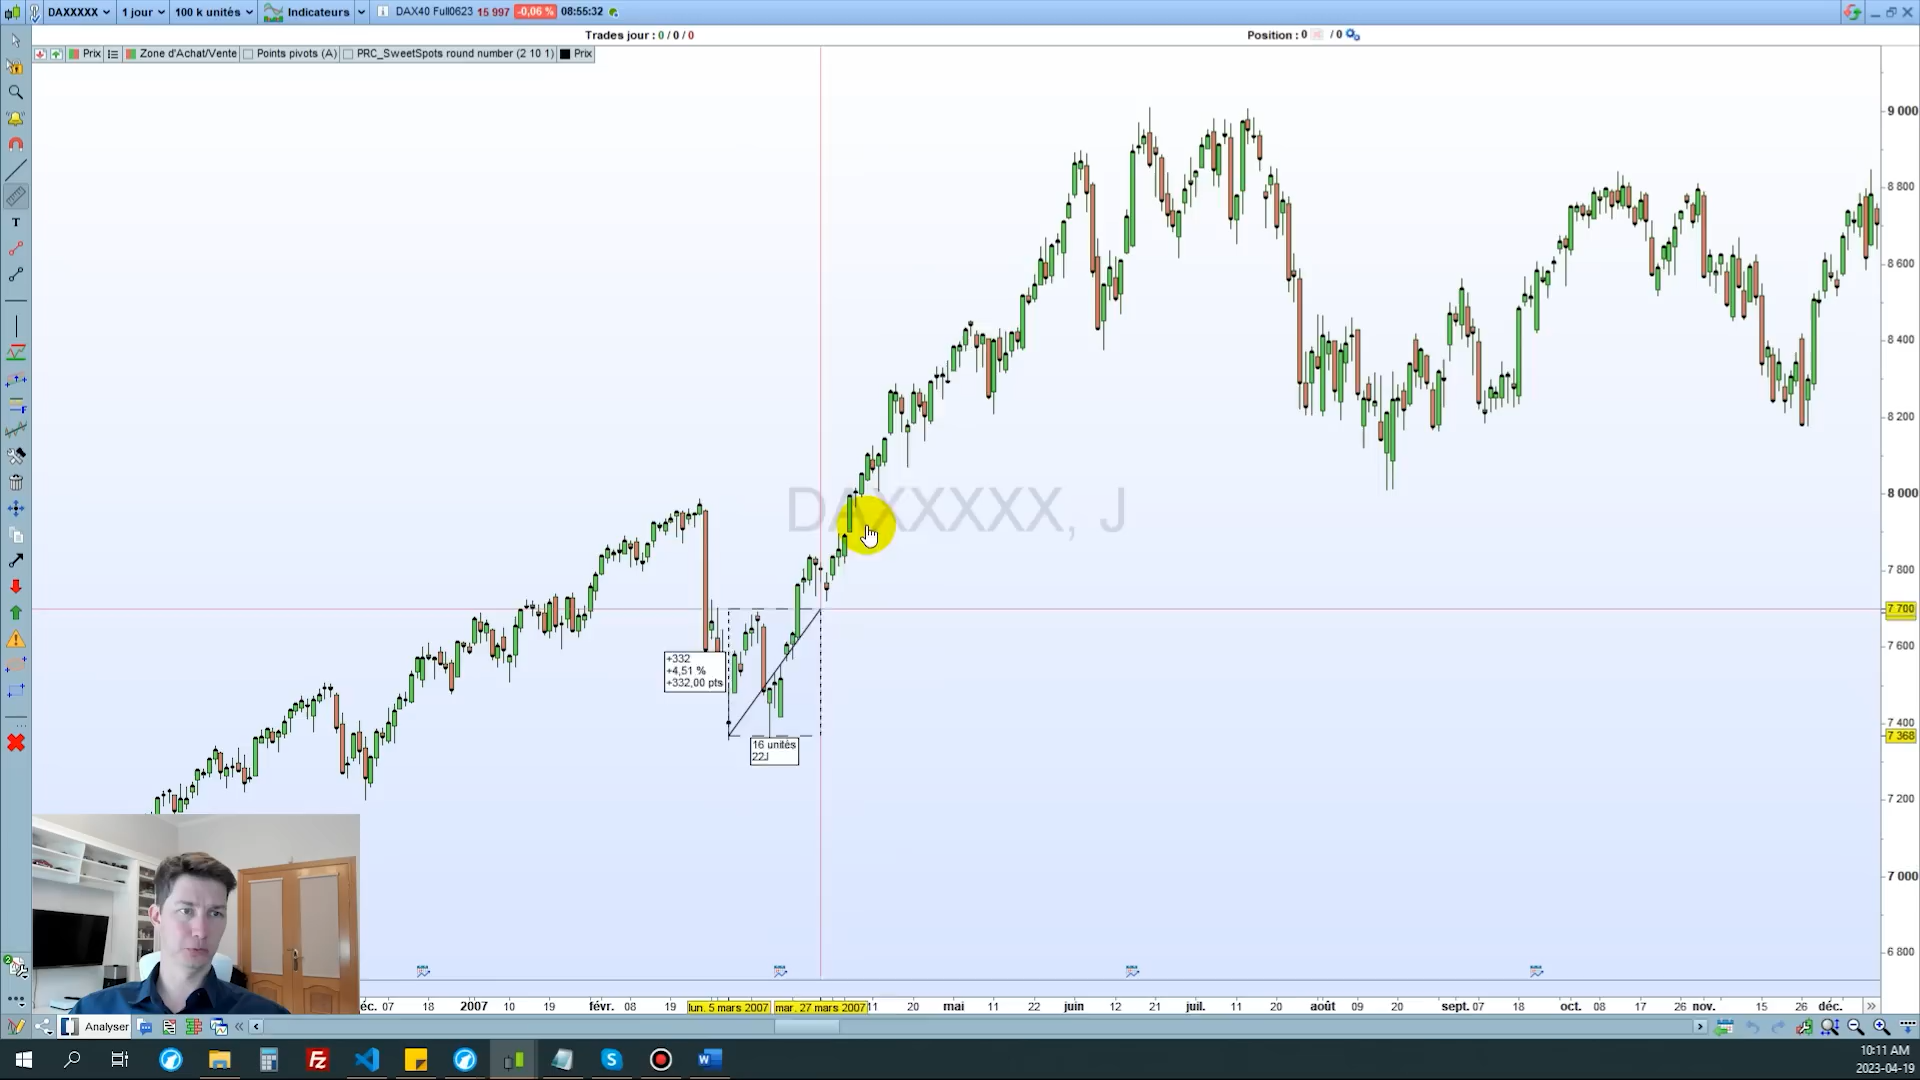 DAXXXXX 1 jour 100 k unités Indicateurs DAX40 Full0623 15 997 -0,06 % 08:55:32
Trades jour : 0 / 0 / 0 Position : 0 / 0
Prix Zone d'Achat/Vente Points pivots (A) PRC_SweetSpots round number (2 10 1) Prix
9 000
8 800
8 600
8 400
8 200
DAXXXXX, J
8 000
7 800
7 700
7 600
+332
+4,51 %
+332,00 pts
7 400
7 368
16 unités
22J
7 200
7 000
6 800
éc. 07 18 2007 10 19 févr. 08 19 lun. 5 mars 2007 mar. 27 mars 2007 11 20 mai 11 22 juin 12 21 juil. 11 20 août 09 20 sept. 07 18 oct. 08 17 26 nov. 15 26 déc.
Analyser
10:11 AM
2023-04-19